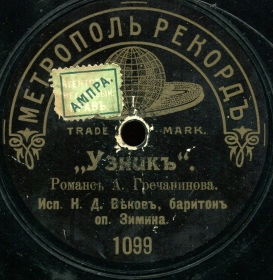 МЕТРОПОЛЬ РЕКОРДЪ
АМПРА.
TRADE MARK.
„Узникъ“.
Романсъ А. Гречанинова.
Исп. Н. Д. Вѣковъ, баритонъ
оп. Зимина.
1099